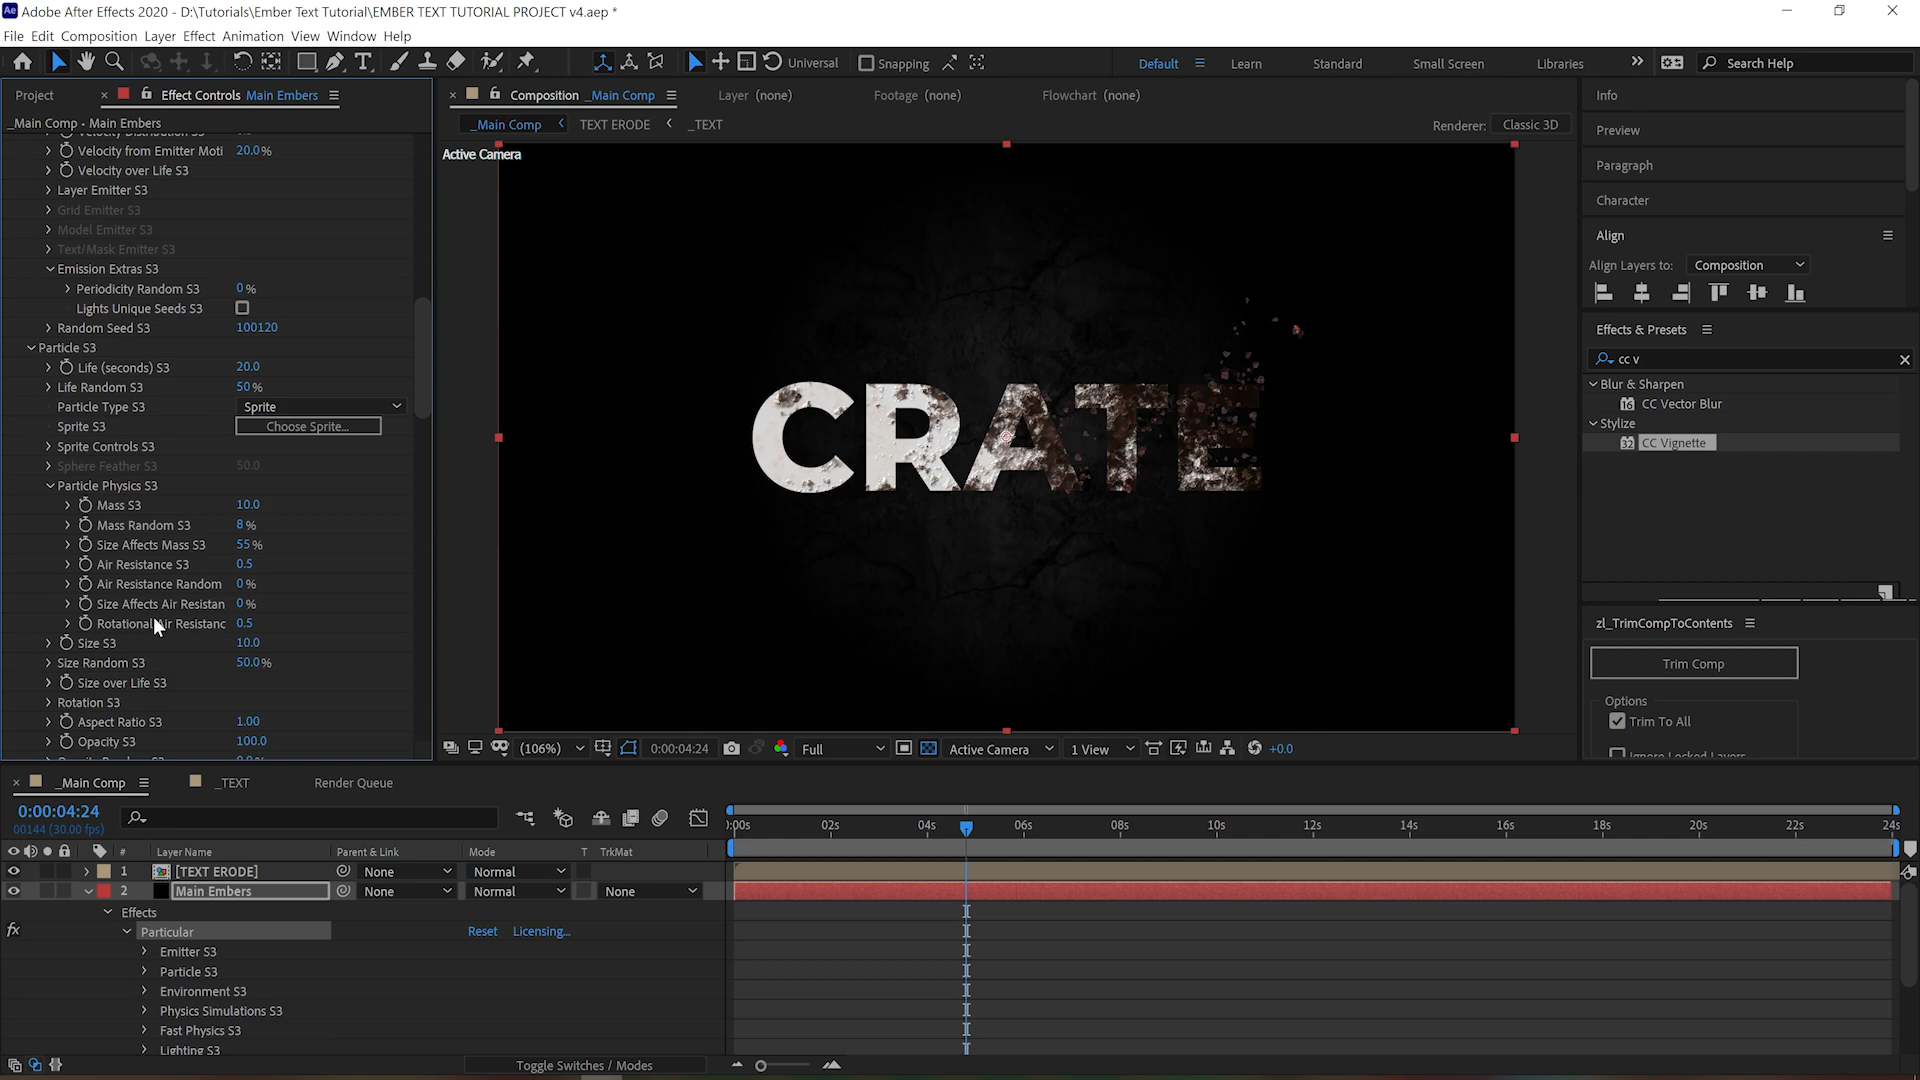 Adobe After Effects 2020 - D:\Tutorials\Ember Text Tutorial\EMBER TEXT TUTORIAL PROJECT v4.aep *
File Edit Composition Layer Effect Animation View Window Help
Universal Snapping Default Learn Standard Small Screen Libraries Search Help
Project Effect Controls Main Embers
_Main Comp • Main Embers
Velocity from Emitter Moti 20.0%
Velocity over Life S3
Layer Emitter S3
Grid Emitter S3
Model Emitter S3
Text/Mask Emitter S3
Emission Extras S3
Periodicity Random S3 0%
Lights Unique Seeds S3
Random Seed S3 100120
Particle S3
Life (seconds) S3 20.0
Life Random S3 50%
Particle Type S3 Sprite
Sprite S3 Choose Sprite...
Sprite Controls S3
Sphere Feather S3 50.0
Particle Physics S3
Mass S3 10.0
Mass Random S3 8%
Size Affects Mass S3 55%
Air Resistance S3 0.5
Air Resistance Random 0%
Size Affects Air Resistan 0%
Rotational Air Resistanc 0.5
Size S3 10.0
Size Random S3 50.0%
Size over Life S3
Rotation S3
Aspect Ratio S3 1.00
Opacity S3 100.0
Composition _Main Comp Layer (none) Footage (none) Flowchart (none)
_Main Comp TEXT ERODE _TEXT Renderer: Classic 3D
Active Camera
CRATE
(106%) 0:00:04:24 Full Active Camera 1 View +0.0
Info
Preview
Paragraph
Character
Align
Align Layers to: Composition
Effects & Presets
cc v
Blur & Sharpen
16 CC Vector Blur
Stylize
32 CC Vignette
zl_TrimCompToContents
Trim Comp
Options
Trim To All
Ignore Locked Layers
_Main Comp _TEXT Render Queue
0:00:04:24
00144 (30.00 fps)
):00s 02s 04s 06s 08s 10s 12s 14s 16s 18s 20s 22s 24s
# Layer Name Parent & Link Mode T TrkMat
1 [TEXT ERODE] None Normal
2 Main Embers None Normal None
Effects
fx Particular Reset Licensing...
Emitter S3
Particle S3
Environment S3
Physics Simulations S3
Fast Physics S3
Lighting S3
Toggle Switches / Modes